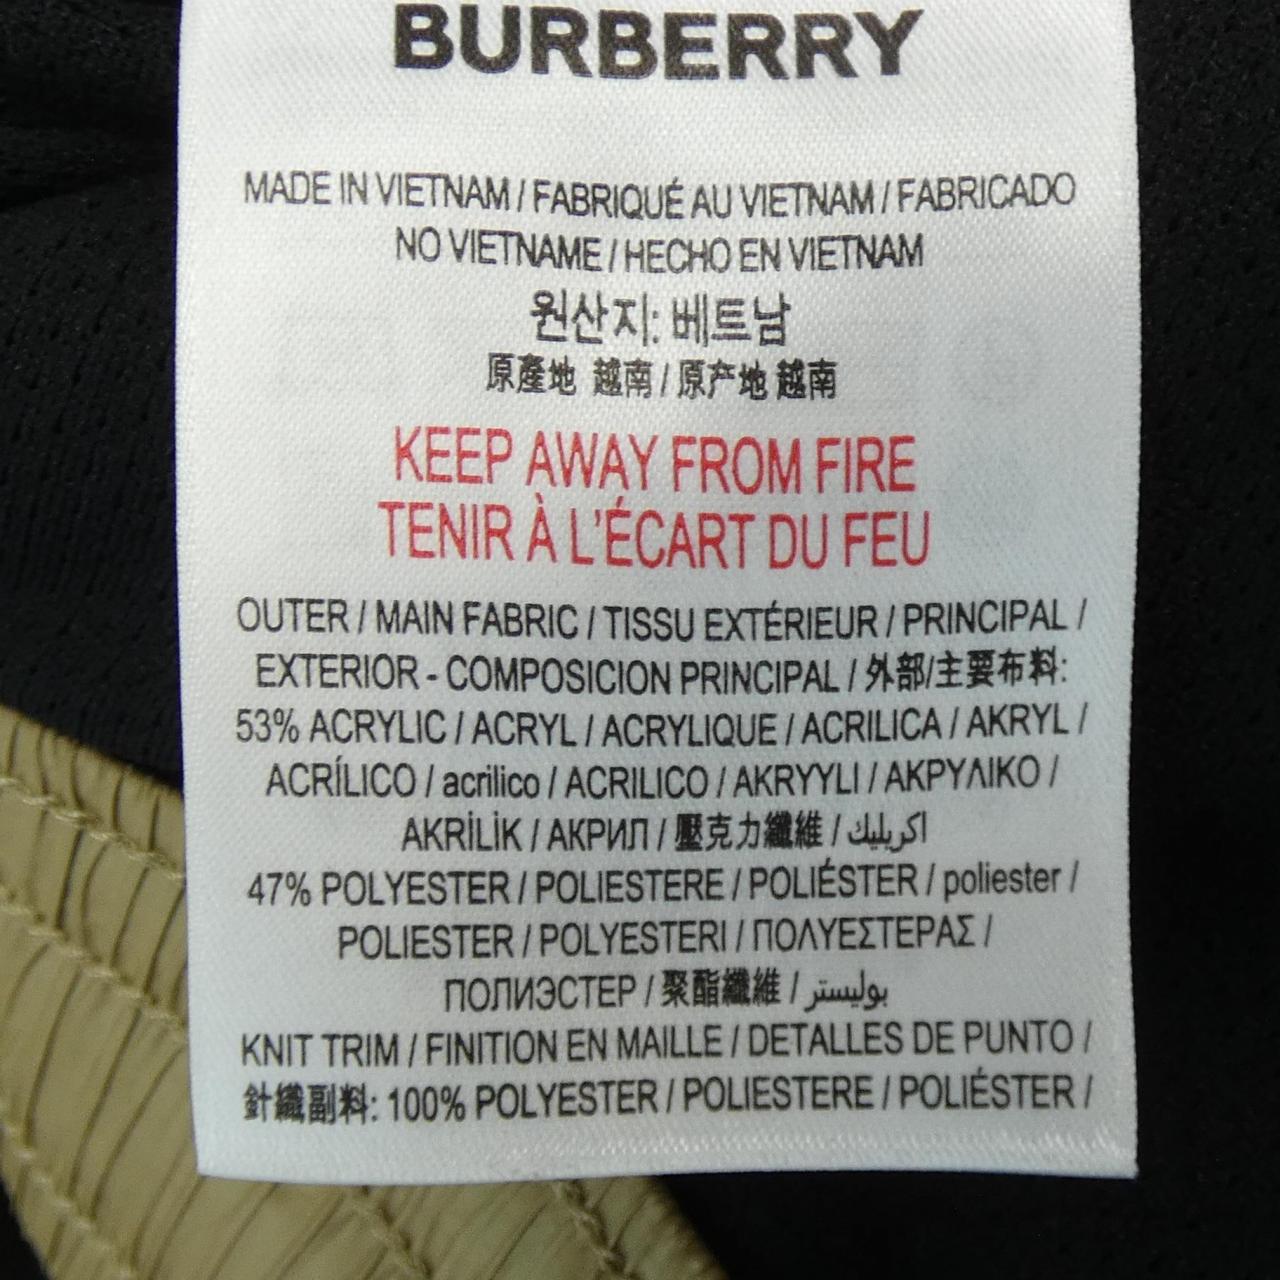 BURBERRY
MADE IN VIETNAM / FABRIQUÉ AU VIETNAM / FABRICADO
NO VIETNAME / HECHO EN VIETNAM
원산지: 베트남
原產地 越南 / 原产地 越南
KEEP AWAY FROM FIRE
TENIR À L'ÉCART DU FEU
OUTER / MAIN FABRIC / TISSU EXTÉRIEUR / PRINCIPAL /
EXTERIOR - COMPOSICION PRINCIPAL / 外部/主要布料:
53% ACRYLIC / ACRYL / ACRYLIQUE / ACRILICA / AKRYL /
ACRÍLICO / acrilico / ACRILICO / AKRYYLI / ΑΚΡΥΛΙΚΟ /
AKRİLİK / АКРИЛ / 壓克力纖維 / اكريليك
47% POLYESTER / POLIESTERE / POLIÉSTER / poliester /
POLIESTER / POLYESTERI / ΠΟΛΥΕΣΤΕΡΑΣ /
ПОЛИЭСТЕР / 聚酯纖維 / بوليستر
KNIT TRIM / FINITION EN MAILLE / DETALLES DE PUNTO /
針織副料: 100% POLYESTER / POLIESTERE / POLIÉSTER /